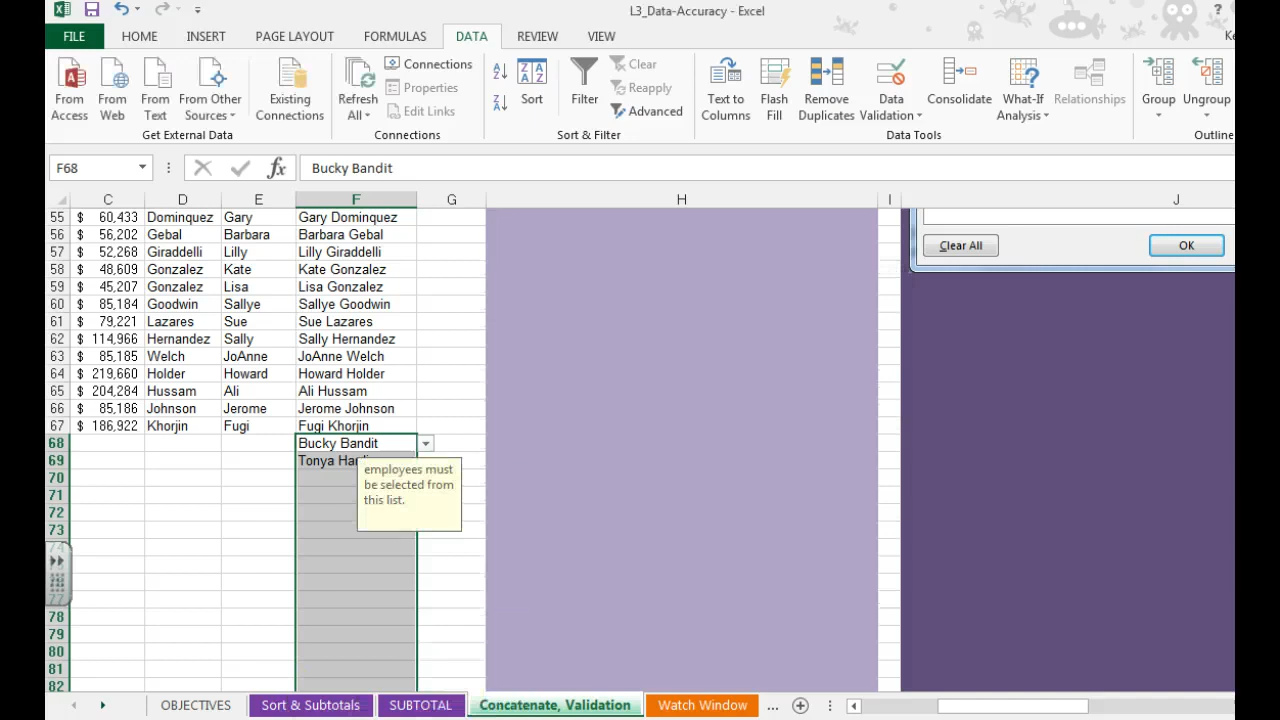 L3_Data-Accuracy - Excel
?
FILE HOME INSERT PAGE LAYOUT FORMULAS DATA REVIEW VIEW
From Access
From Web
From Text
From Other Sources
Get External Data
Existing Connections
Refresh All
Connections
Properties
Edit Links
Connections
Sort
Filter
Clear
Reapply
Advanced
Sort & Filter
Text to Columns
Flash Fill
Remove Duplicates
Data Validation
Consolidate
What-If Analysis
Relationships
Data Tools
Group
Ungroup
Outline
F68 fx Bucky Bandit
C D E F G H I J
55 $ 60,433 Dominquez Gary Gary Dominquez
56 $ 56,202 Gebal Barbara Barbara Gebal
57 $ 52,268 Giraddelli Lilly Lilly Giraddelli
58 $ 48,609 Gonzalez Kate Kate Gonzalez
59 $ 45,207 Gonzalez Lisa Lisa Gonzalez
60 $ 85,184 Goodwin Sallye Sallye Goodwin
61 $ 79,221 Lazares Sue Sue Lazares
62 $ 114,966 Hernandez Sally Sally Hernandez
63 $ 85,185 Welch JoAnne JoAnne Welch
64 $ 219,660 Holder Howard Howard Holder
65 $ 204,284 Hussam Ali Ali Hussam
66 $ 85,186 Johnson Jerome Jerome Johnson
67 $ 186,922 Khorjin Fugi Fugi Khorjin
68 Bucky Bandit
69 Tonya
70
71
72
73
77
78
79
80
81
82
employees must
be selected from
this list.
Clear All OK
OBJECTIVES Sort & Subtotals SUBTOTAL Concatenate, Validation Watch Window ...